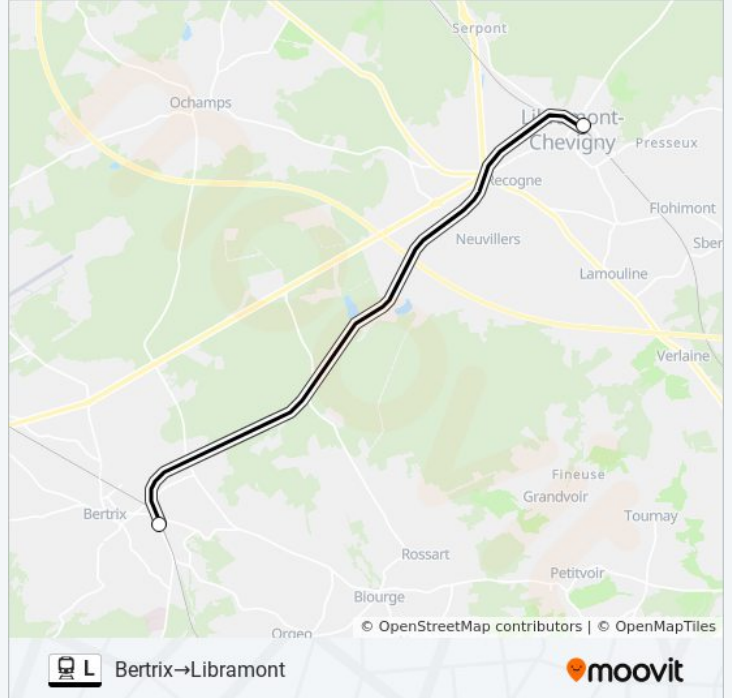 Serpont
Ochamps
Libramont-
Chevigny
Presseux
Recogne
Flohimont
Neuvillers
Sber
Lamouline
Verlaine
Fineuse
Grandvoir
Bertrix
Tournay
Rossart
Petitvoir
Blourge
Orgeo
© OpenStreetMap contributors | © OpenMapTiles
L Bertrix→Libramont
moovit